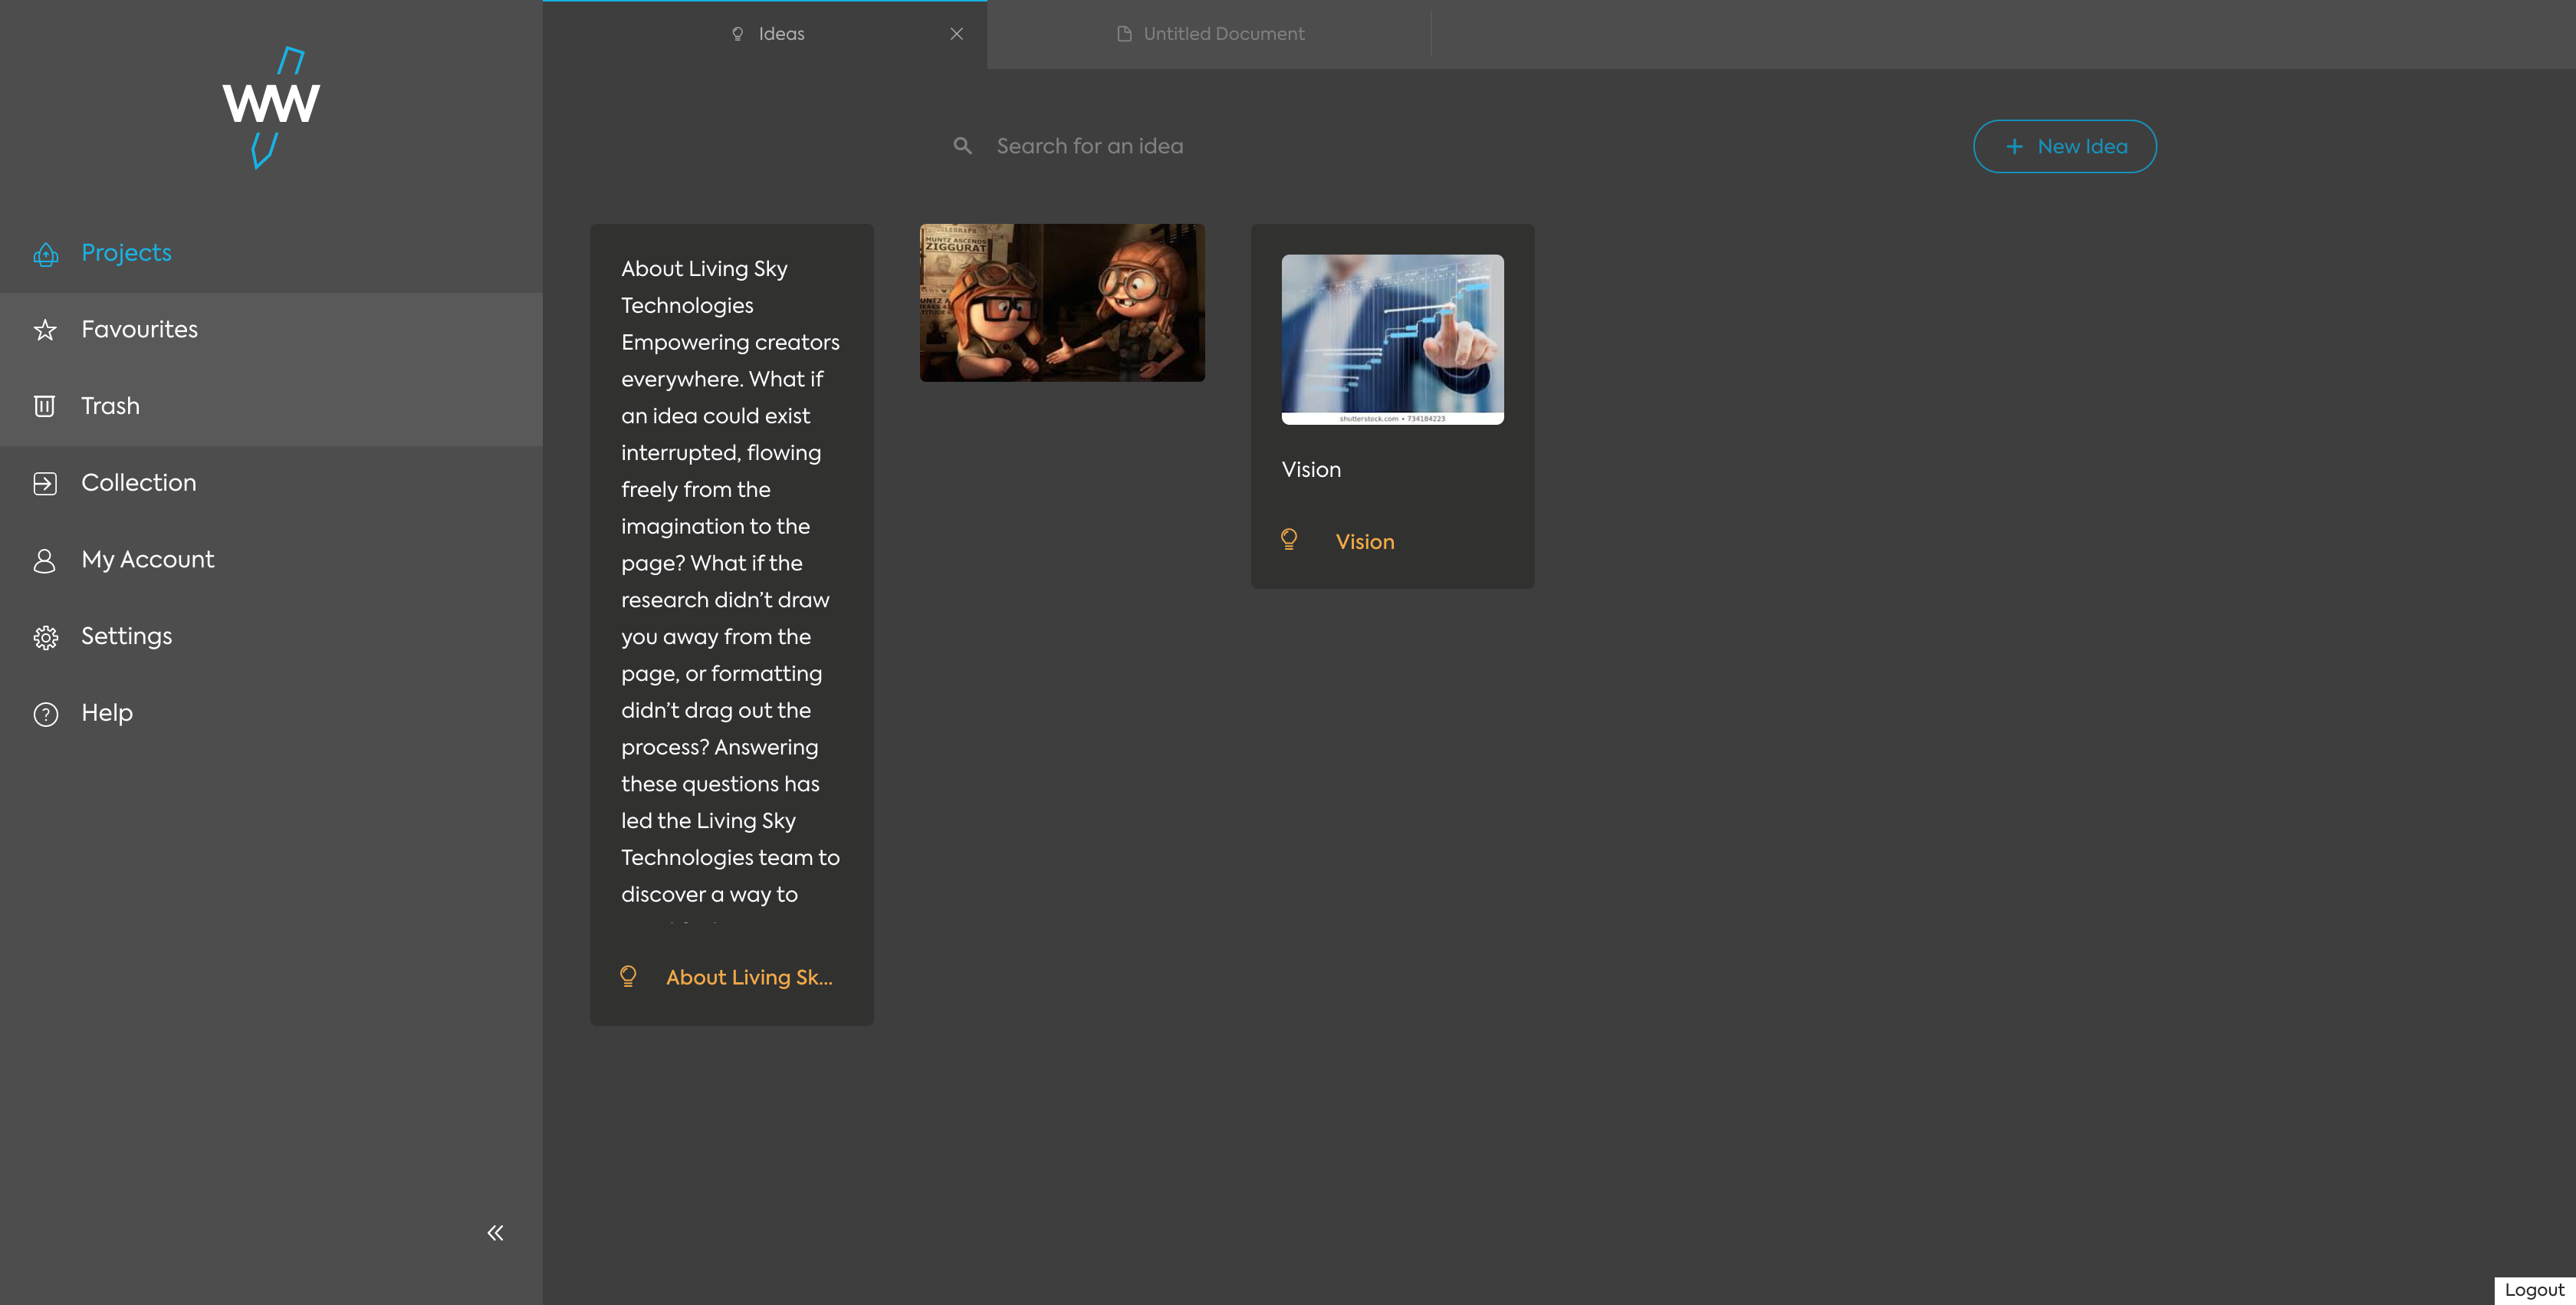 WW
Projects
Favourites
Trash
Collection
My Account
Settings
Help
Ideas
Untitled Document
Search for an idea
New Idea
About Living Sky
Technologies
Empowering creators
everywhere. What if
an idea could exist
interrupted, flowing
freely from the
imagination to the
page? What if the
research didn’t draw
you away from the
page, or formatting
didn’t drag out the
process? Answering
these questions has
led the Living Sky
Technologies team to
discover a way to
About Living Sk...
MUNTZ ASCENDS
ZIGGURAT
shutterstock.com • 734184223
Vision
Vision
Logout